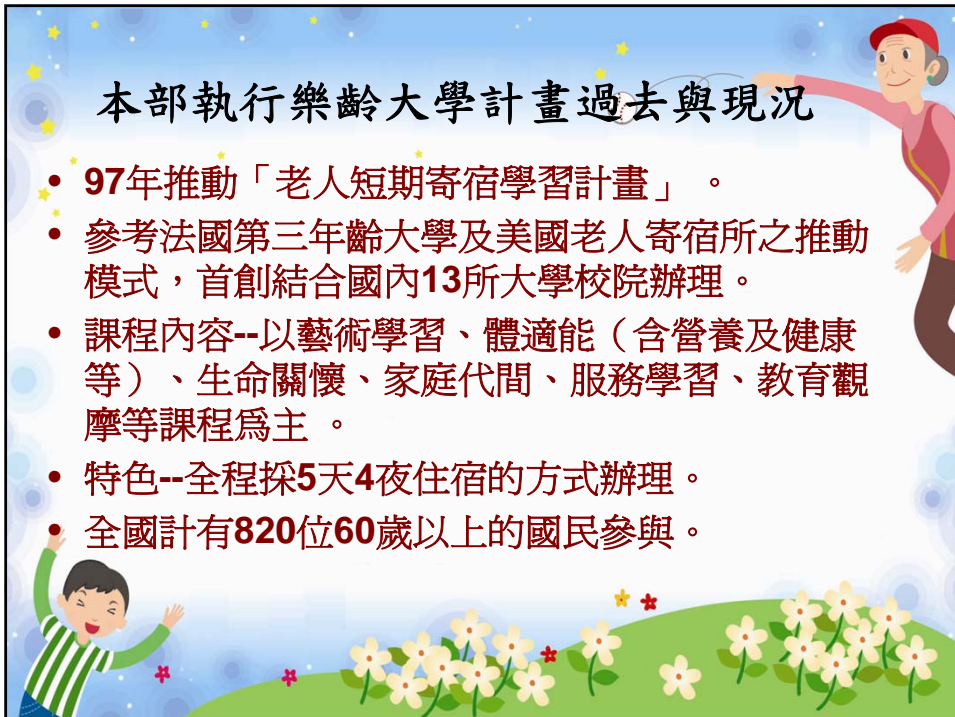 本部執行樂齡大學計畫過去與現況
• 97年推動「老人短期寄宿學習計畫」 。
• 參考法國第三年齡大學及美國老人寄宿所之推動
模式，首創結合國內13所大學校院辦理。
• 課程內容--以藝術學習、體適能（含營養及健康
等）、生命關懷、家庭代間、服務學習、教育觀
摩等課程為主 。
• 特色--全程採5天4夜住宿的方式辦理。
• 全國計有820位60歲以上的國民參與。